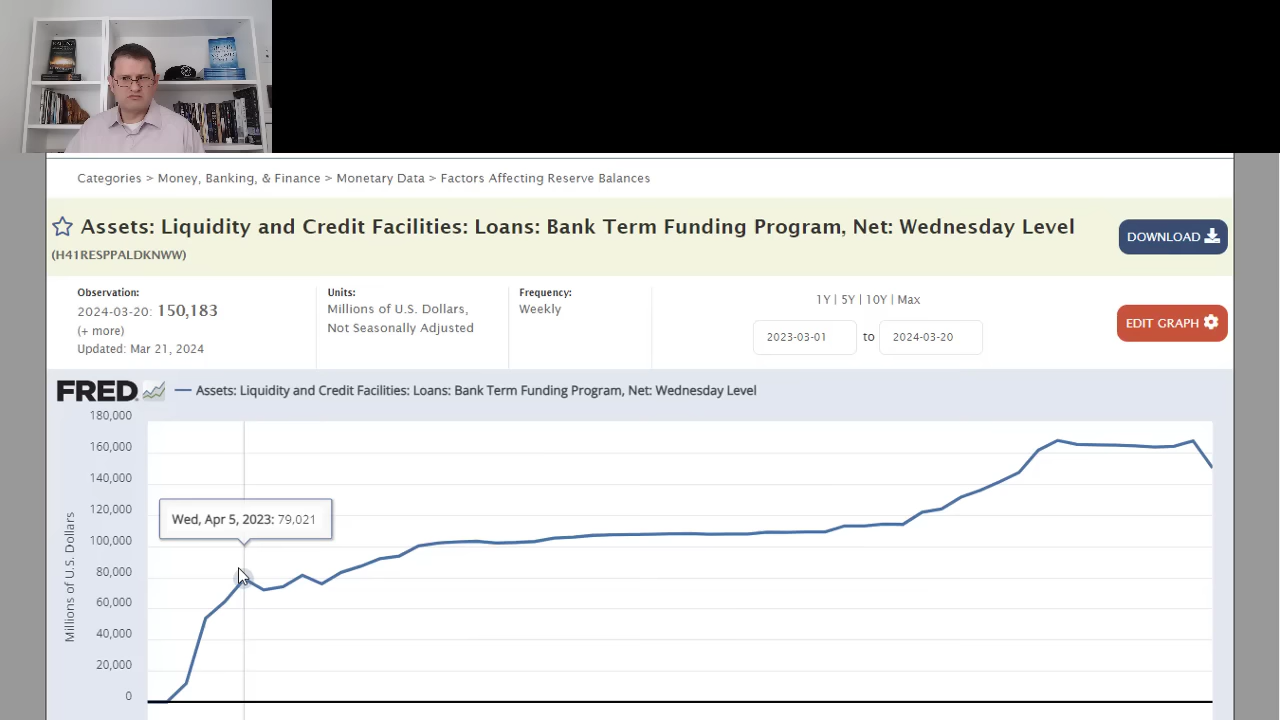 Categories > Money, Banking, & Finance > Monetary Data > Factors Affecting Reserve Balances
Assets: Liquidity and Credit Facilities: Loans: Bank Term Funding Program, Net: Wednesday Level
DOWNLOAD
(H41RESPPALDKNWW)
Observation:
2024-03-20: 150,183
(+ more)
Updated: Mar 21, 2024
Units:
Millions of U.S. Dollars,
Not Seasonally Adjusted
Frequency:
Weekly
1Y | 5Y | 10Y | Max
2023-03-01 to 2024-03-20
EDIT GRAPH
FRED
Assets: Liquidity and Credit Facilities: Loans: Bank Term Funding Program, Net: Wednesday Level
Millions of U.S. Dollars
180,000
160,000
140,000
120,000
100,000
80,000
60,000
40,000
20,000
0
Wed, Apr 5, 2023: 79,021